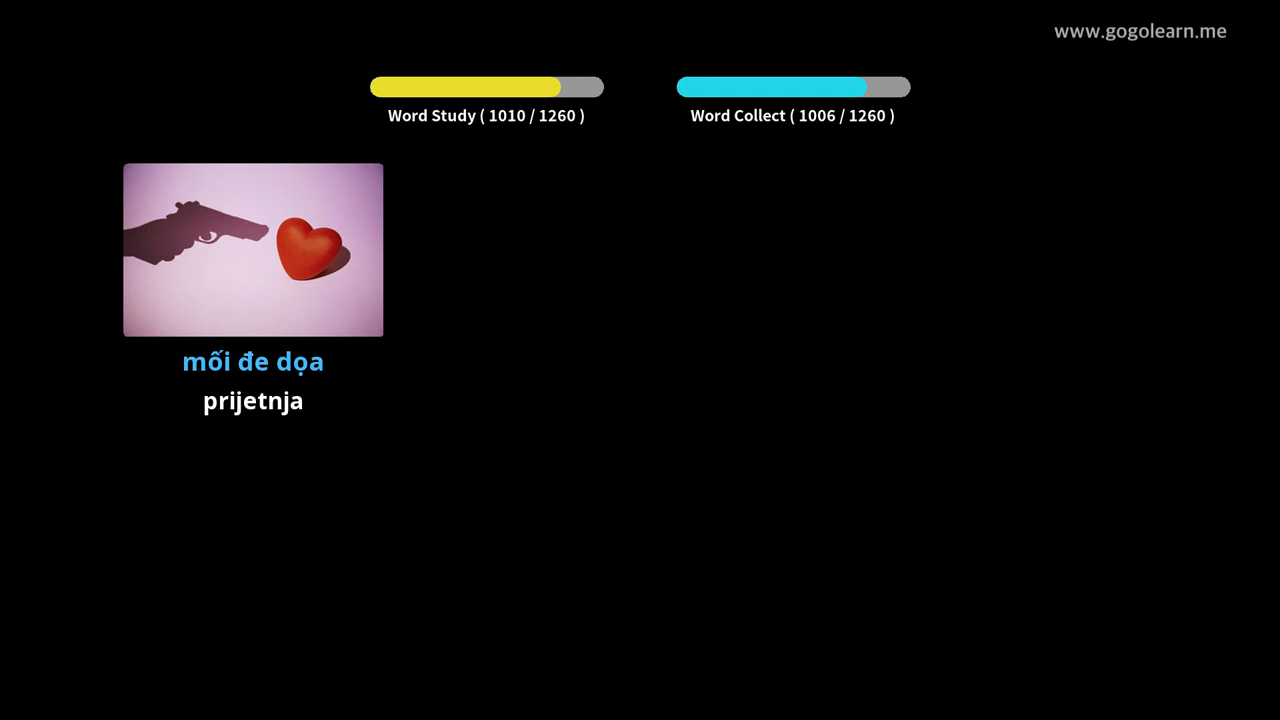 www.gogolearn.me
Word Study ( 1010 / 1260 )
Word Collect ( 1006 / 1260 )
mối đe dọa
prijetnja